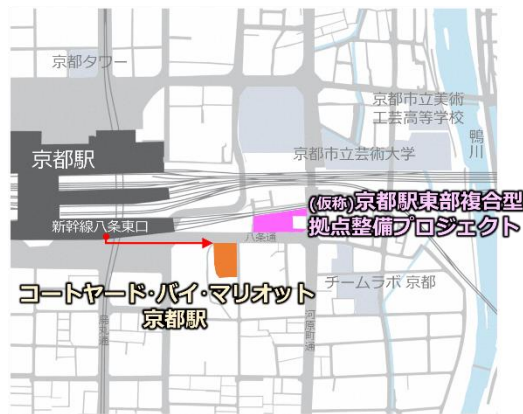 京都タワー
京都市立美術
工芸高等学校
鴨川
京都駅
京都市立芸術大学
(仮称)京都駅東部複合型
拠点整備プロジェクト
新幹線八条東口
八条通
チームラボ 京都
コートヤード・バイ・マリオット
京都駅
烏丸通
河原町通